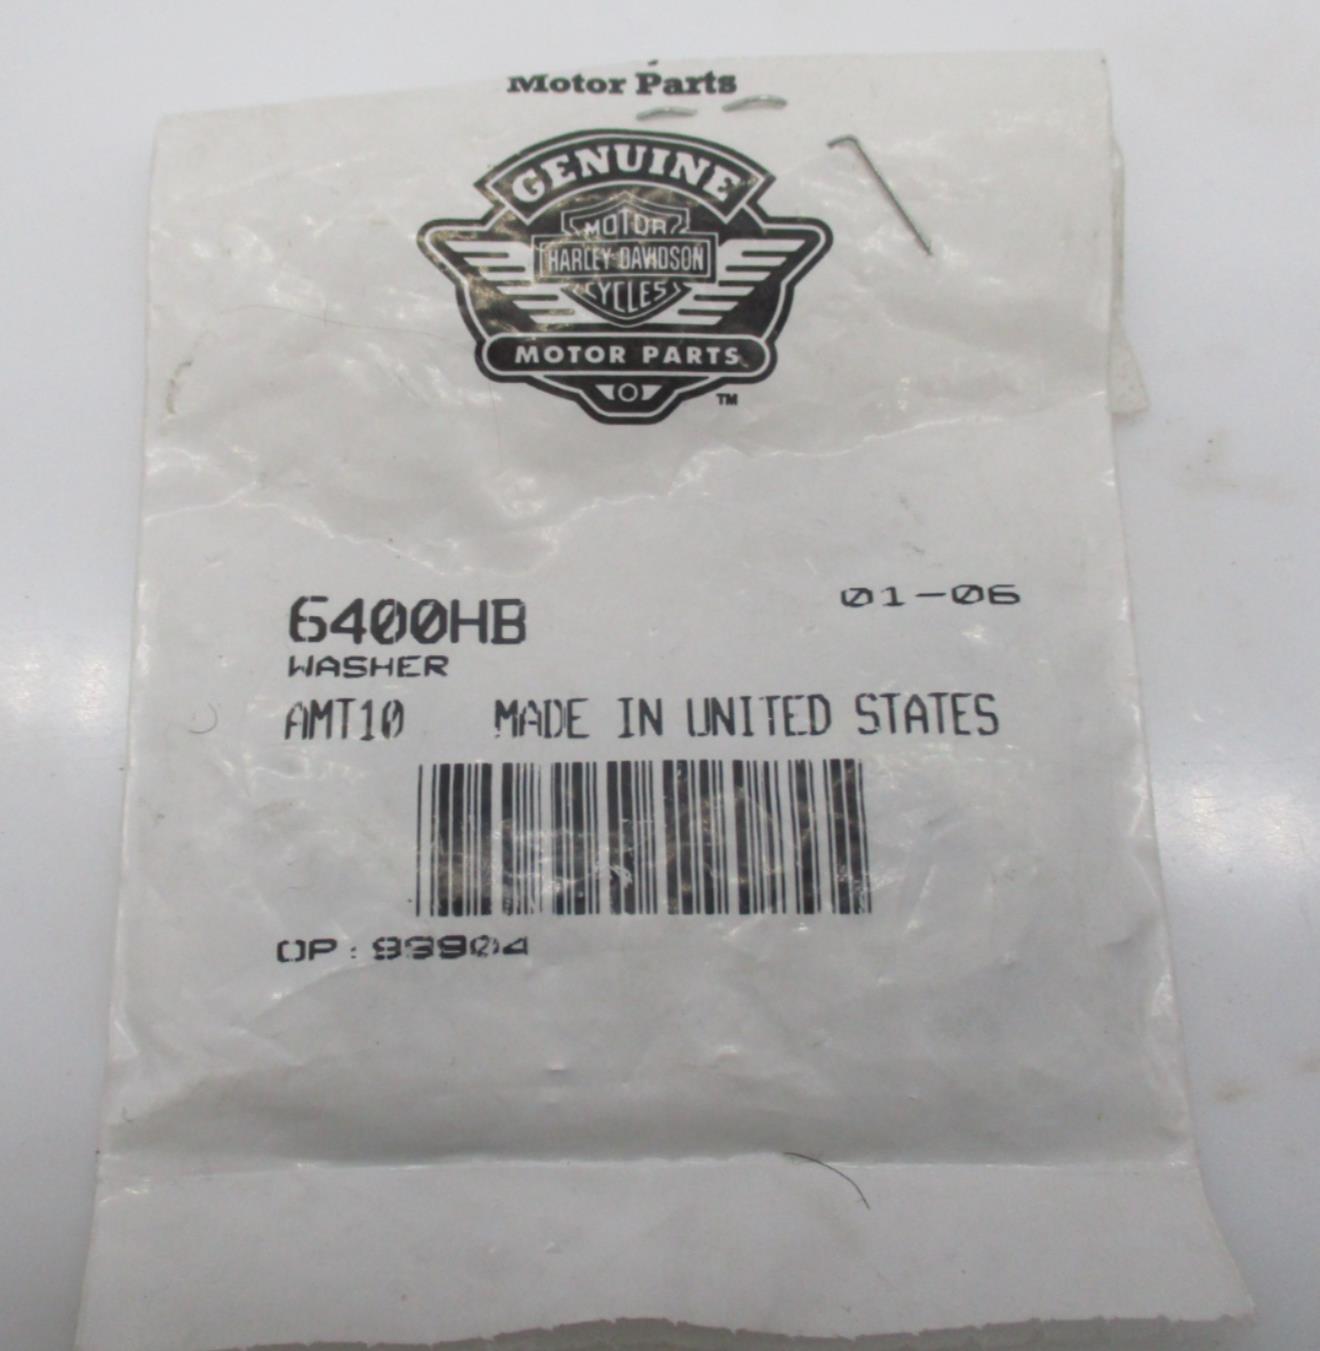 Motor Parts
GENUINE
MOTOR
HARLEY-DAVIDSON
CYCLES
MOTOR PARTS
TM
01-06
6400HB
WASHER
AMT10 MADE IN UNITED STATES
OP: 99904